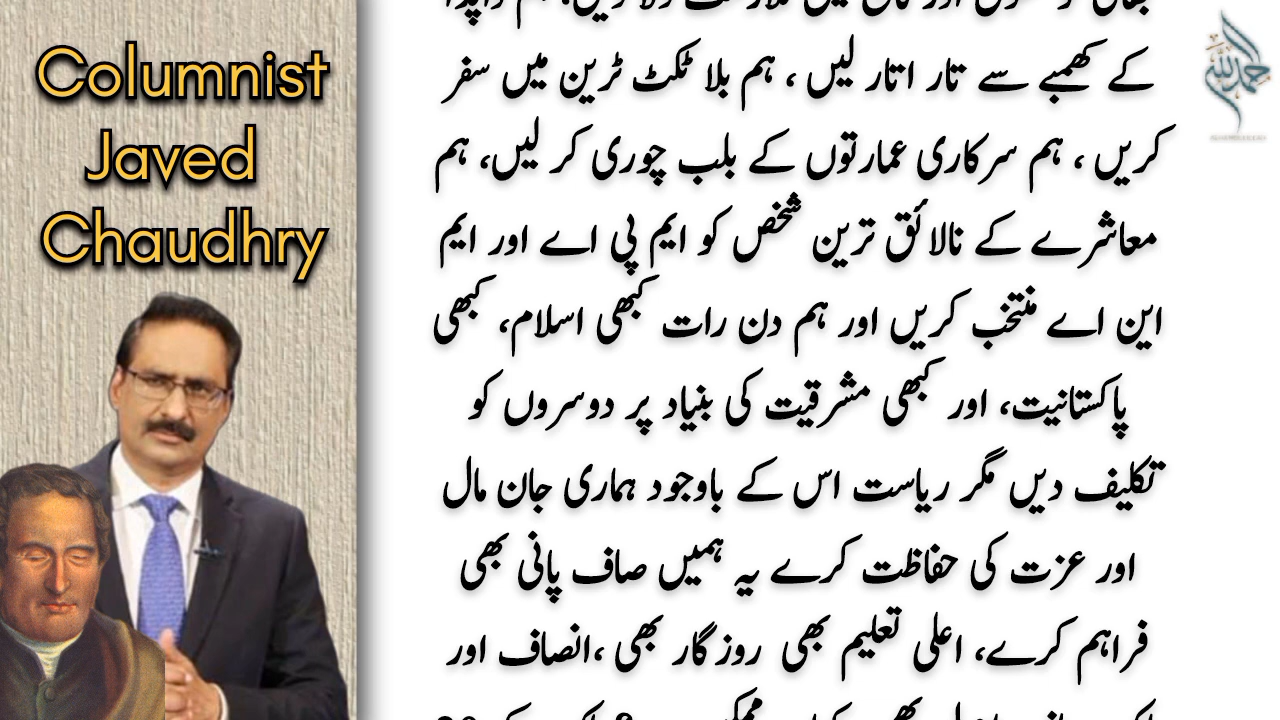 Columnist
Javed
Chaudhry
کے کھمبے سے تار اتار لیں ، ہم بلا ٹکٹ ٹرین میں سفر
کریں ، ہم سرکاری عمارتوں کے بلب چوری کر لیں، ہم
معاشرے کے نالائق ترین شخص کو ایم پی اے اور ایم
این اے منتخب کریں اور ہم دن رات کبھی اسلام، کبھی
پاکستانیت، اور کبھی مشرقیت کی بنیاد پر دوسروں کو
تکلیف دیں مگر ریاست اس کے باوجود ہماری جان مال
اور عزت کی حفاظت کرے یہ ہمیں صاف پانی بھی
فراہم کرے، اعلی تعلیم بھی روز گار بھی ،انصاف اور